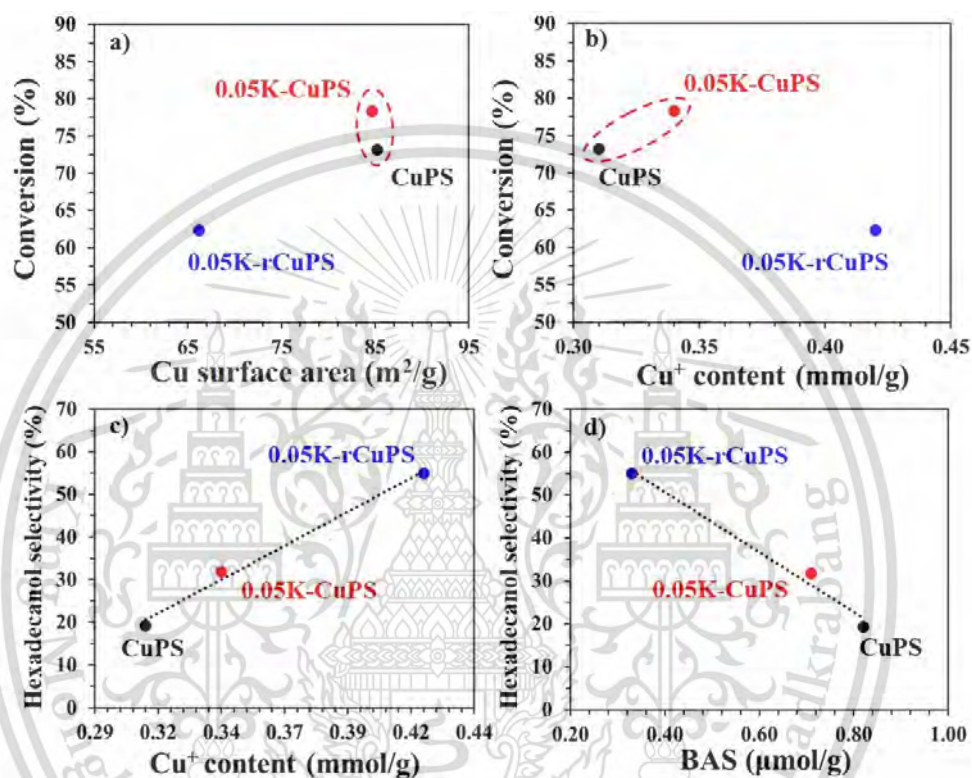 a)
Conversion (%)
90
85
80
75
70
65
60
55
50
0.05K-CuPS
CuPS
0.05K-rCuPS
55 65 75 85 95
Cu surface area (m²/g)
b)
Conversion (%)
90
85
80
75
70
65
60
55
50
0.05K-CuPS
CuPS
0.05K-rCuPS
0.30 0.35 0.40 0.45
Cu⁺ content (mmol/g)
c)
Hexadecanol selectivity (%)
70
60
50
40
30
20
10
0
0.05K-rCuPS
0.05K-CuPS
CuPS
0.29 0.32 0.34 0.37 0.39 0.42 0.44
Cu⁺ content (mmol/g)
d)
Hexadecanol selectivity (%)
70
60
50
40
30
20
10
0
0.05K-rCuPS
0.05K-CuPS
CuPS
0.20 0.40 0.60 0.80 1.00
BAS (μmol/g)